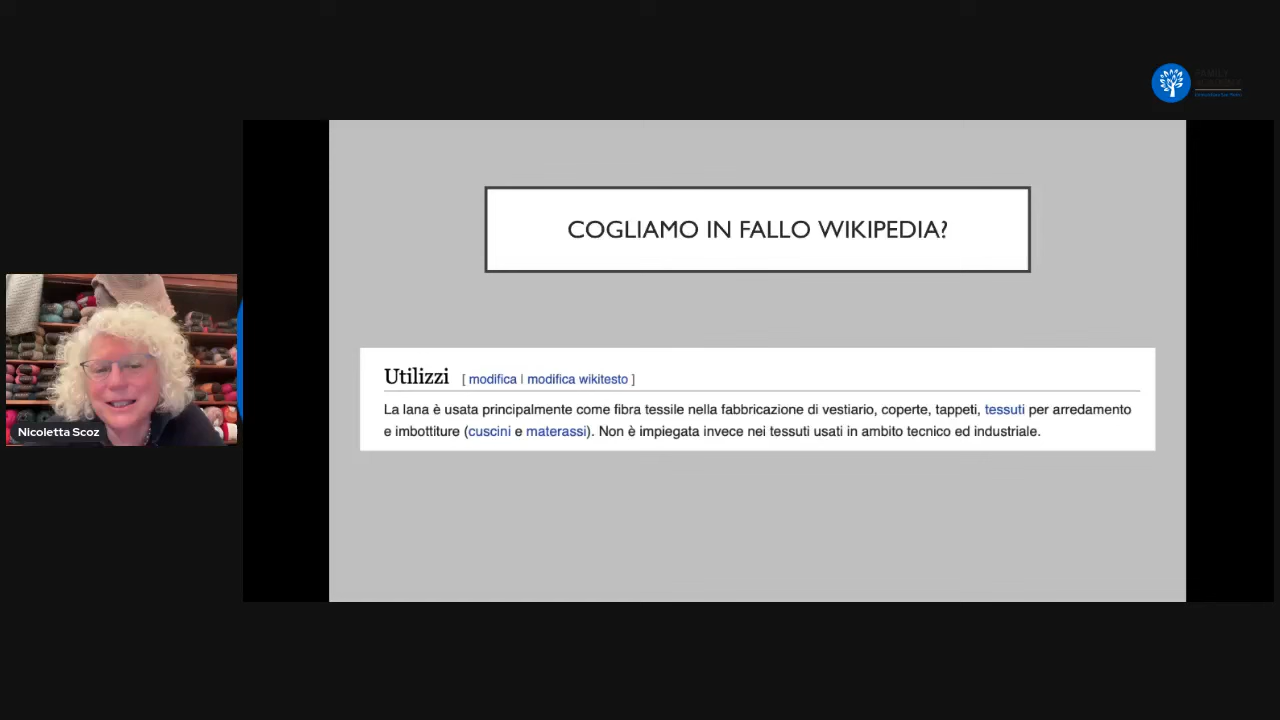 COGLIAMO IN FALLO WIKIPEDIA?
Utilizzi [ modifica | modifica wikitesto ]
La lana è usata principalmente come fibra tessile nella fabbricazione di vestiario, coperte, tappeti, tessuti per arredamento
e imbottiture (cuscini e materassi). Non è impiegata invece nei tessuti usati in ambito tecnico ed industriale.
Nicoletta Scoz